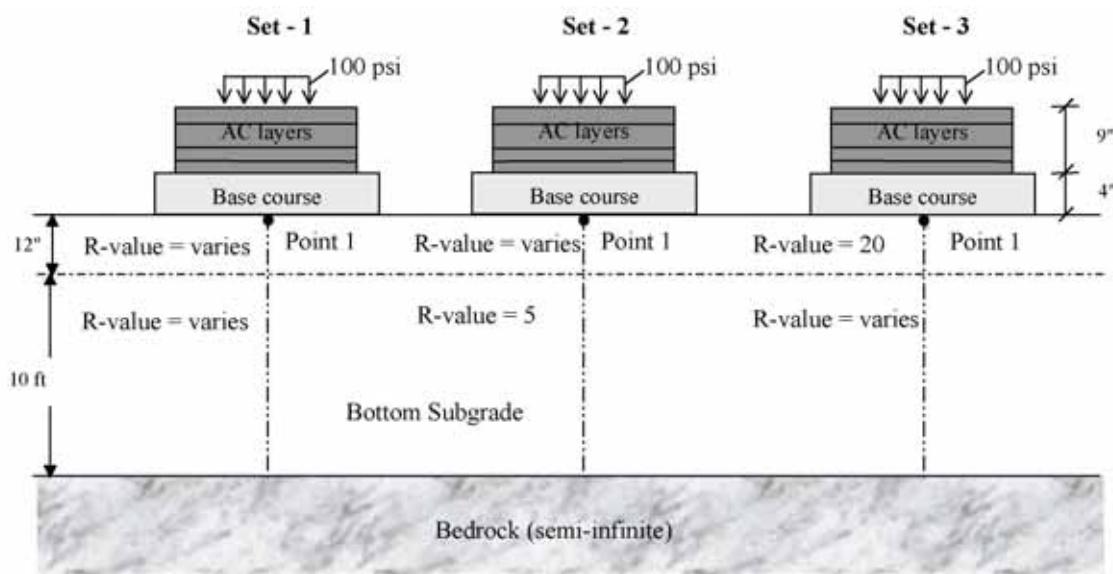 Set - 1 Set - 2 Set - 3
100 psi 100 psi 100 psi
AC layers AC layers AC layers 9"
Base course Base course Base course 4"
12" R-value = varies Point 1 R-value = varies Point 1 R-value = 20 Point 1
R-value = varies R-value = 5 R-value = varies
10 ft
Bottom Subgrade
Bedrock (semi-infinite)